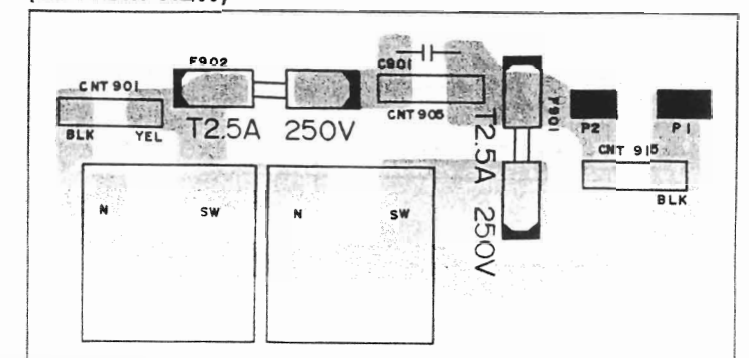 F902
CNT 901
BLK
YEL
T2.5A 250V
C901
CNT 905
F901
T2.5A 250V
P2
P1
CNT 915
BLK
N
SW
N
SW